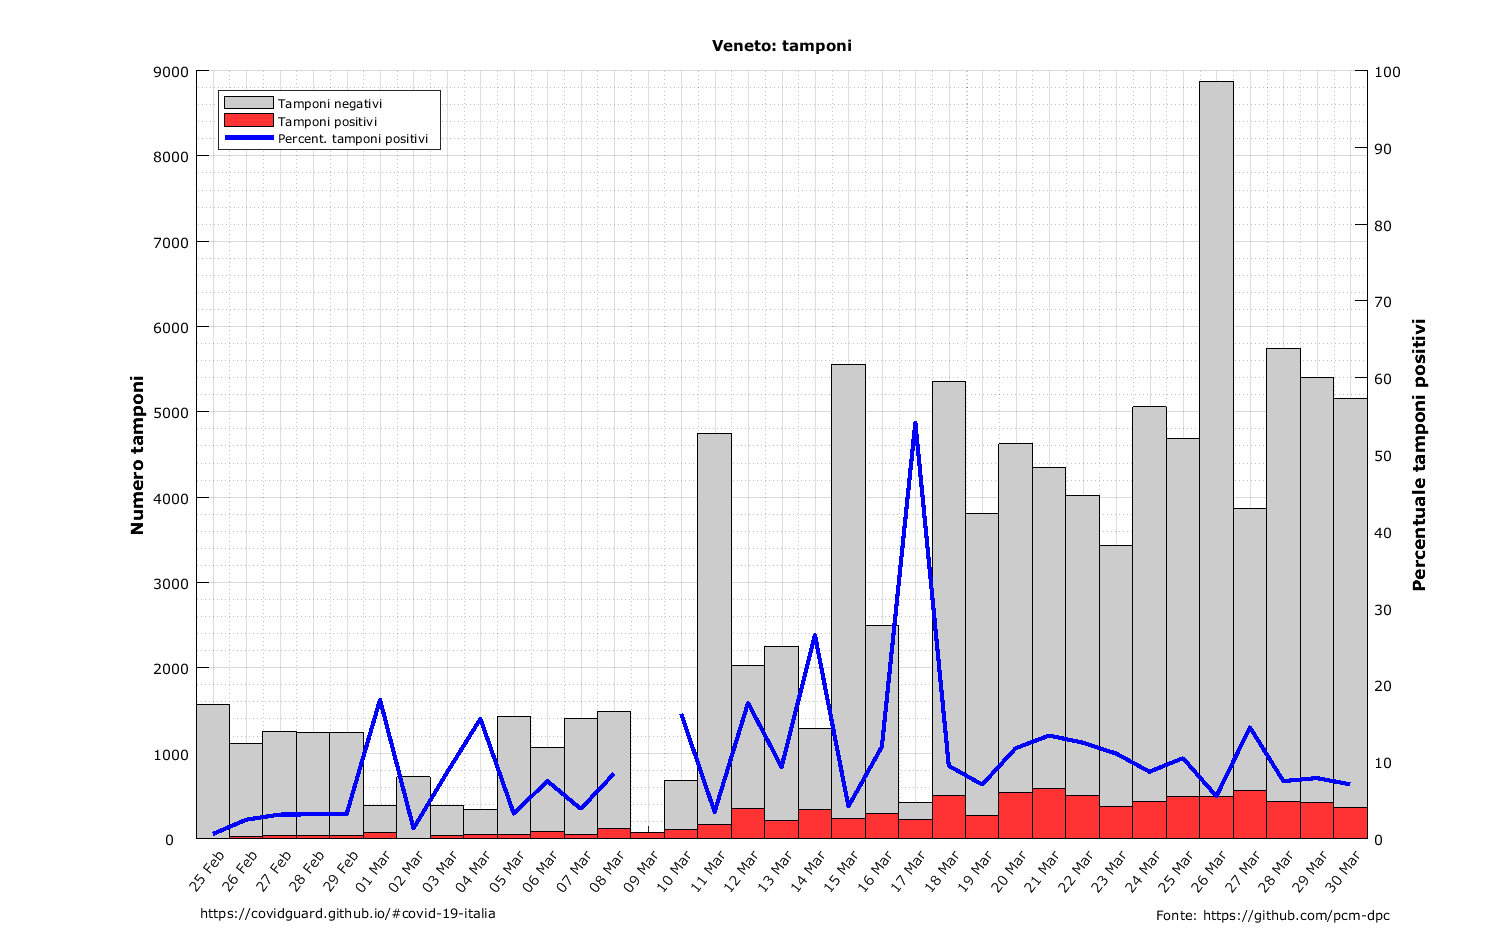 Veneto: tamponi
Tamponi negativi
Tamponi positivi
Percent. tamponi positivi
Numero tamponi
9000
8000
7000
6000
5000
4000
3000
2000
1000
0
Percentuale tamponi positivi
100
90
80
70
60
50
40
30
20
10
0
25 Feb
26 Feb
27 Feb
28 Feb
29 Feb
01 Mar
02 Mar
03 Mar
04 Mar
05 Mar
06 Mar
07 Mar
08 Mar
09 Mar
10 Mar
11 Mar
12 Mar
13 Mar
14 Mar
15 Mar
16 Mar
17 Mar
18 Mar
19 Mar
20 Mar
21 Mar
22 Mar
23 Mar
24 Mar
25 Mar
26 Mar
27 Mar
28 Mar
29 Mar
30 Mar
https://covidguard.github.io/#covid-19-italia
Fonte: https://github.com/pcm-dpc